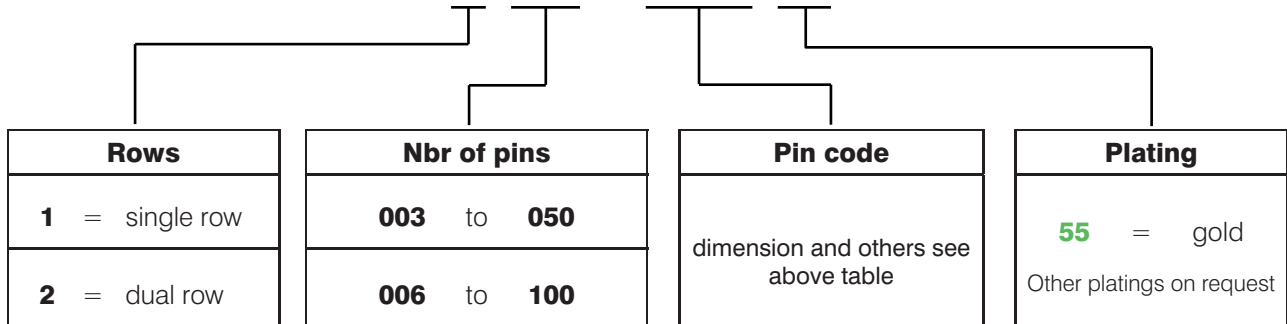 Rows
1 = single row
2 = dual row
Nbr of pins
003 to 050
006 to 100
Pin code
dimension and others see
above table
Plating
55 = gold
Other platings on request